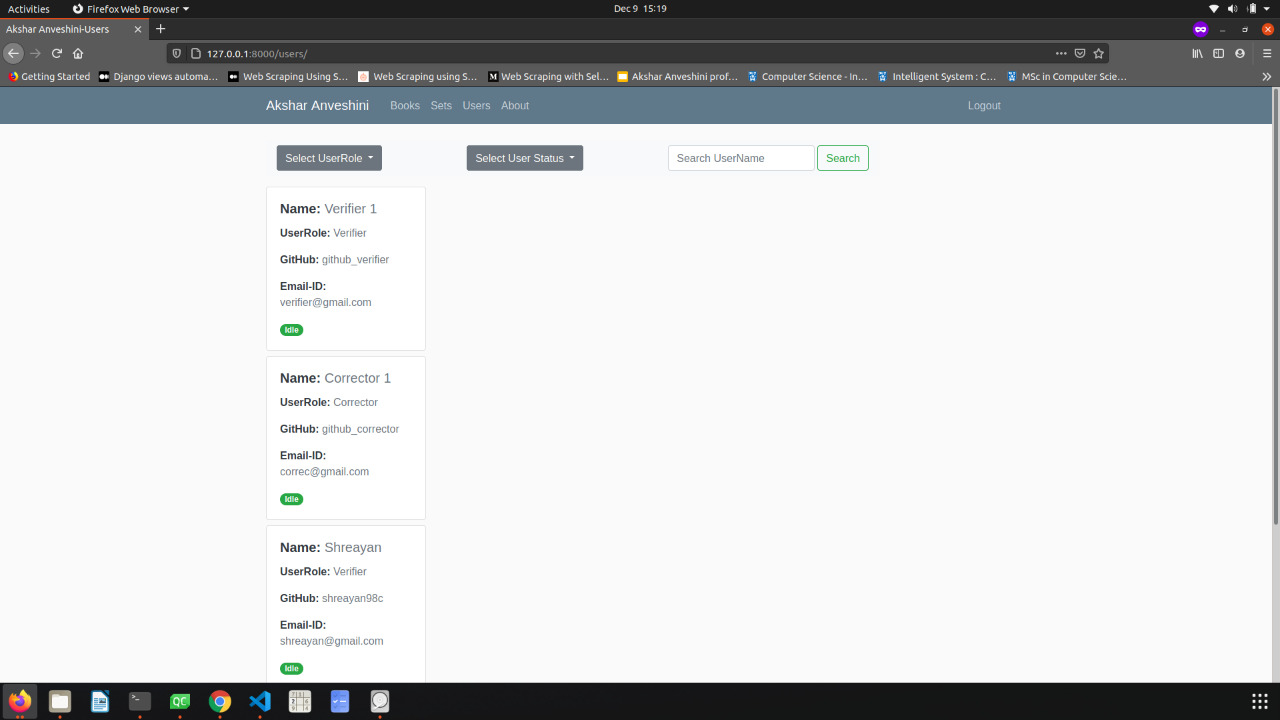 Activities
Firefox Web Browser
Dec 9 15:19
Akshar Anveshini-Users
127.0.0.1:8000/users/
Getting Started
Django views automa…
Web Scraping Using S…
Web Scraping using S…
M Web Scraping with Sel…
Akshar Anveshini prof…
Computer Science - In…
Intelligent System : C…
MSc in Computer Scie…
Akshar Anveshini
Books
Sets
Users
About
Logout
Select UserRole
Select User Status
Search UserName
Search
Name: Verifier 1
UserRole: Verifier
GitHub: github_verifier
Email-ID:
verifier@gmail.com
Idle
Name: Corrector 1
UserRole: Corrector
GitHub: github_corrector
Email-ID:
correc@gmail.com
Idle
Name: Shreayan
UserRole: Verifier
GitHub: shreayan98c
Email-ID:
shreayan@gmail.com
Idle
QC